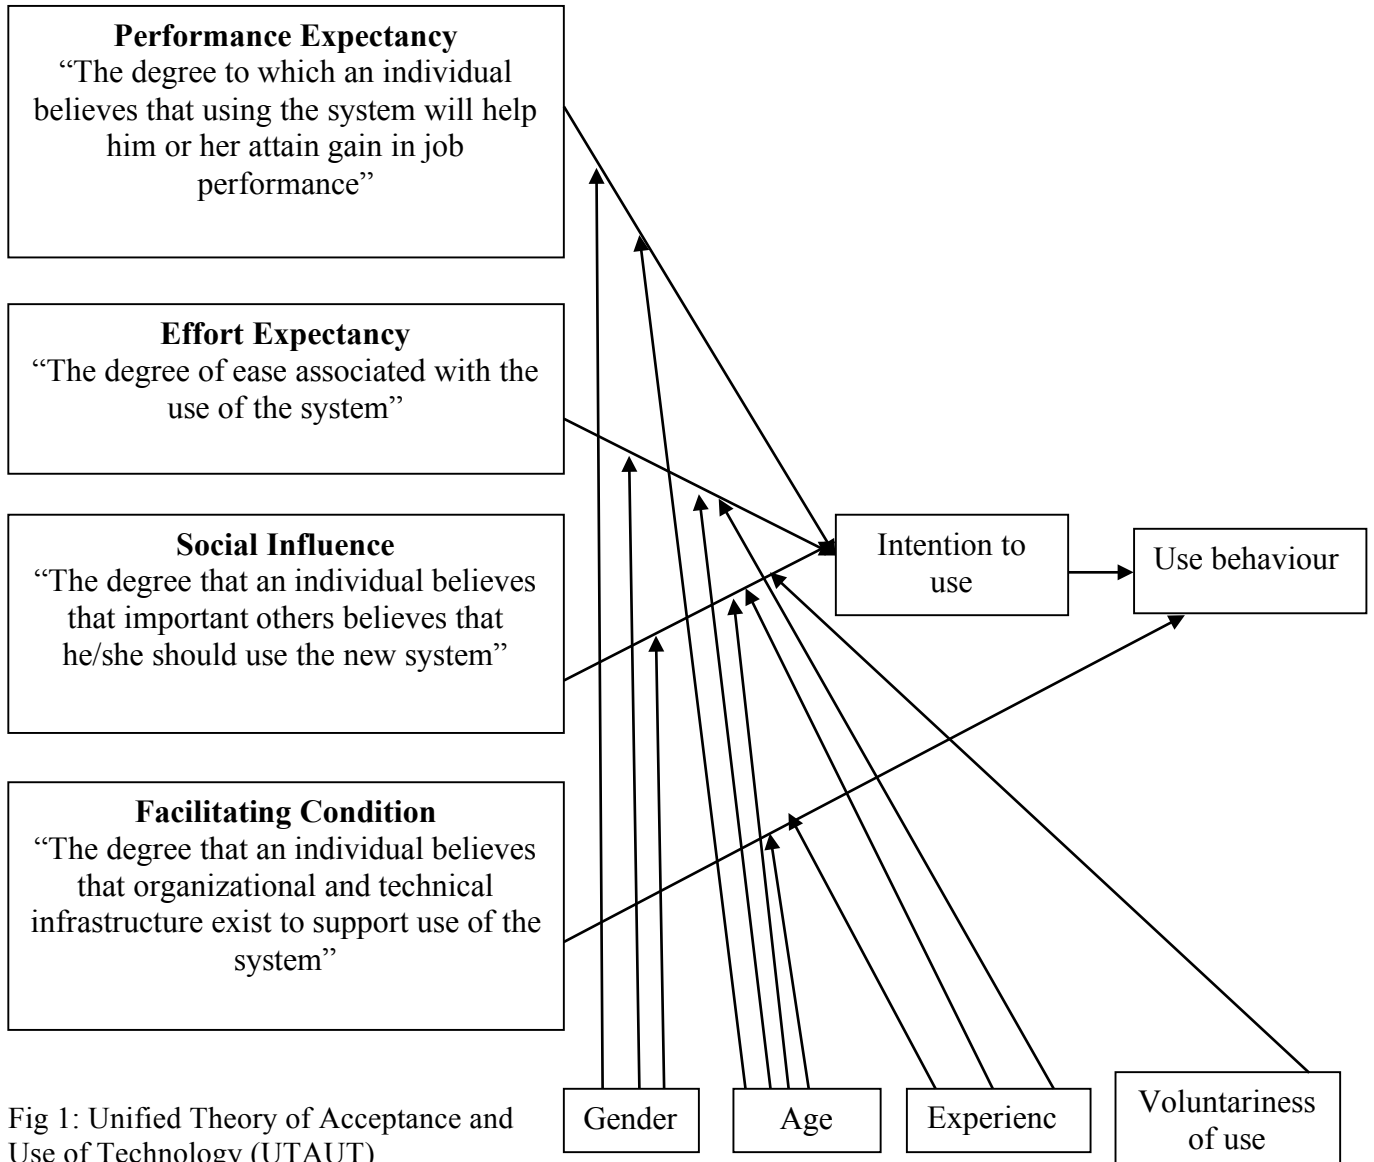 Performance Expectancy
“The degree to which an individual
believes that using the system will help
him or her attain gain in job
performance”
Effort Expectancy
“The degree of ease associated with the
use of the system”
Social Influence
“The degree that an individual believes
that important others believes that
he/she should use the new system”
Facilitating Condition
“The degree that an individual believes
that organizational and technical
infrastructure exist to support use of the
system”
Intention to
use
Use behaviour
Gender
Age
Experienc
Voluntariness
of use
Fig 1: Unified Theory of Acceptance and
Use of Technology (UTAUT)